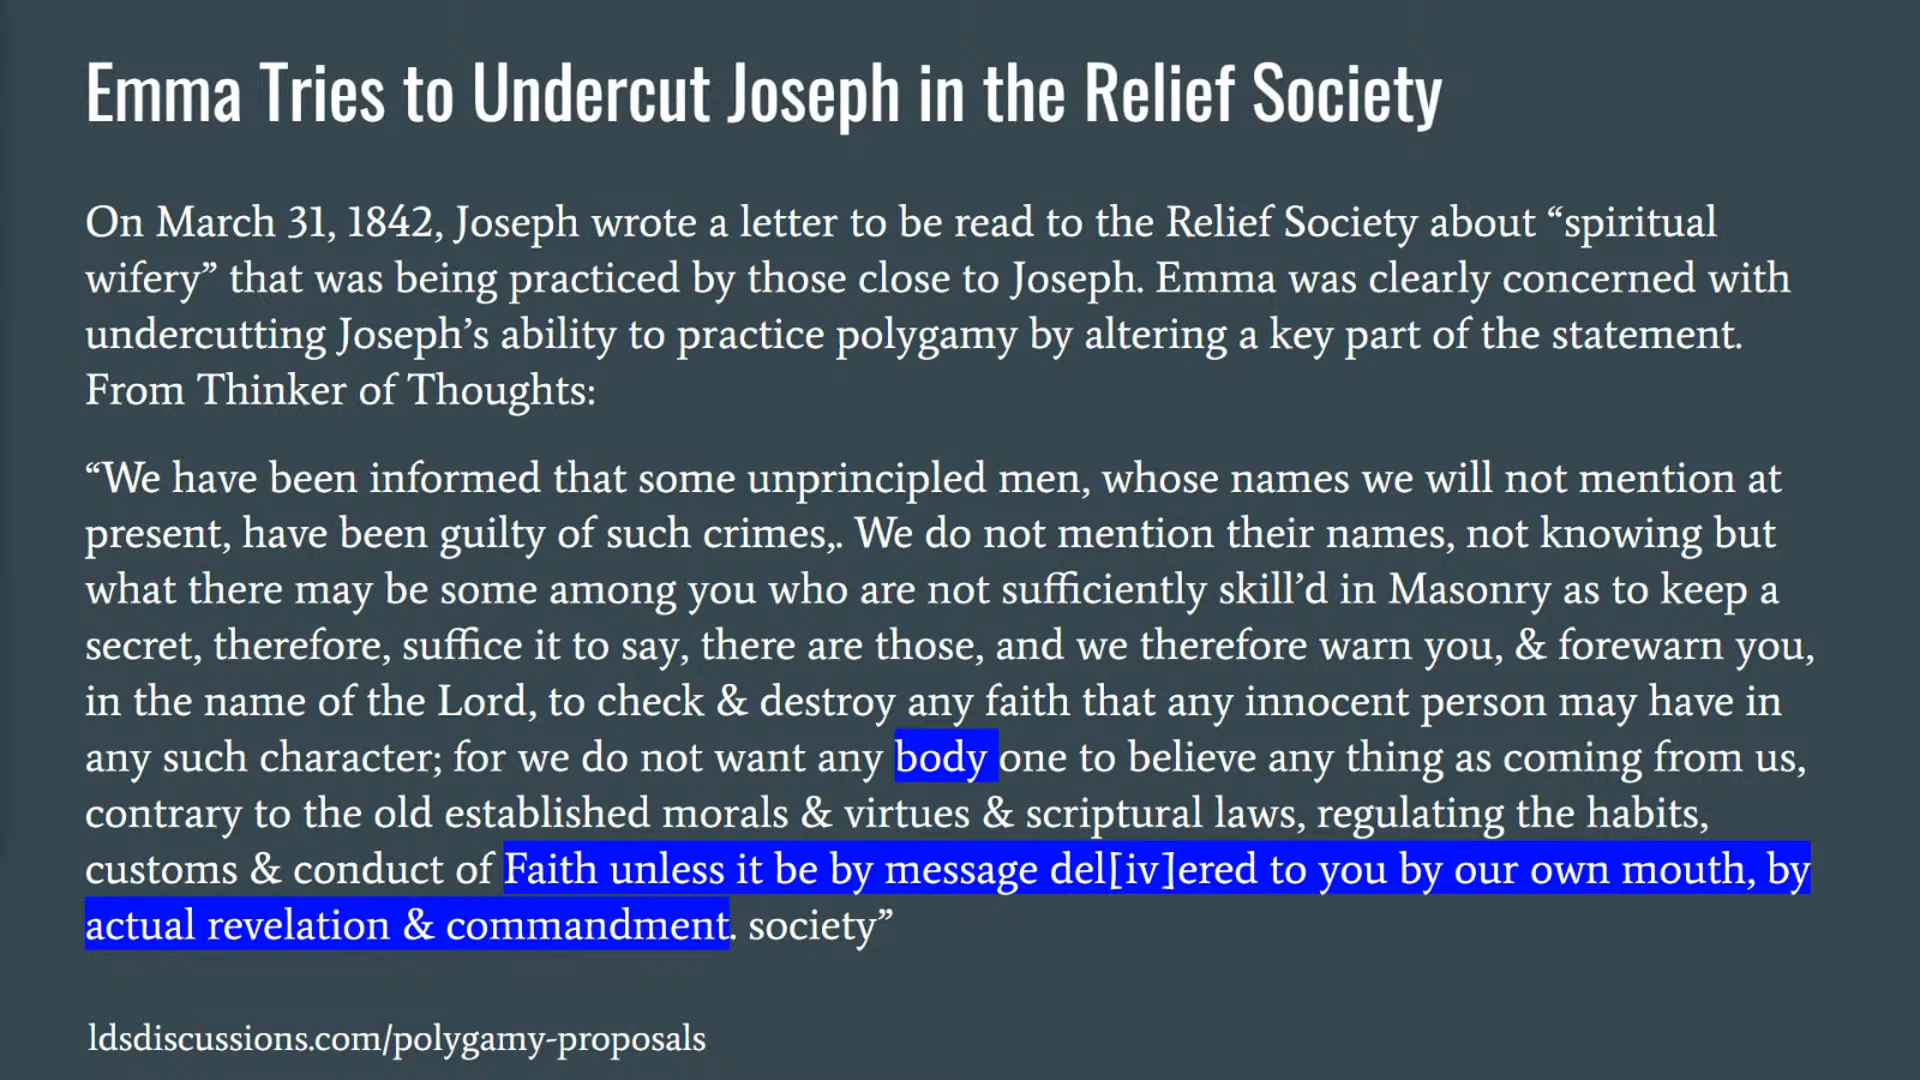 Emma Tries to Undercut Joseph in the Relief Society
On March 31, 1842, Joseph wrote a letter to be read to the Relief Society about “spiritual
wifery” that was being practiced by those close to Joseph. Emma was clearly concerned with
undercutting Joseph’s ability to practice polygamy by altering a key part of the statement.
From Thinker of Thoughts:
“We have been informed that some unprincipled men, whose names we will not mention at
present, have been guilty of such crimes,. We do not mention their names, not knowing but
what there may be some among you who are not sufficiently skill’d in Masonry as to keep a
secret, therefore, suffice it to say, there are those, and we therefore warn you, & forewarn you,
in the name of the Lord, to check & destroy any faith that any innocent person may have in
any such character; for we do not want any body one to believe any thing as coming from us,
contrary to the old established morals & virtues & scriptural laws, regulating the habits,
customs & conduct of Faith unless it be by message del[iv]ered to you by our own mouth, by
actual revelation & commandment. society”
ldsdiscussions.com/polygamy-proposals